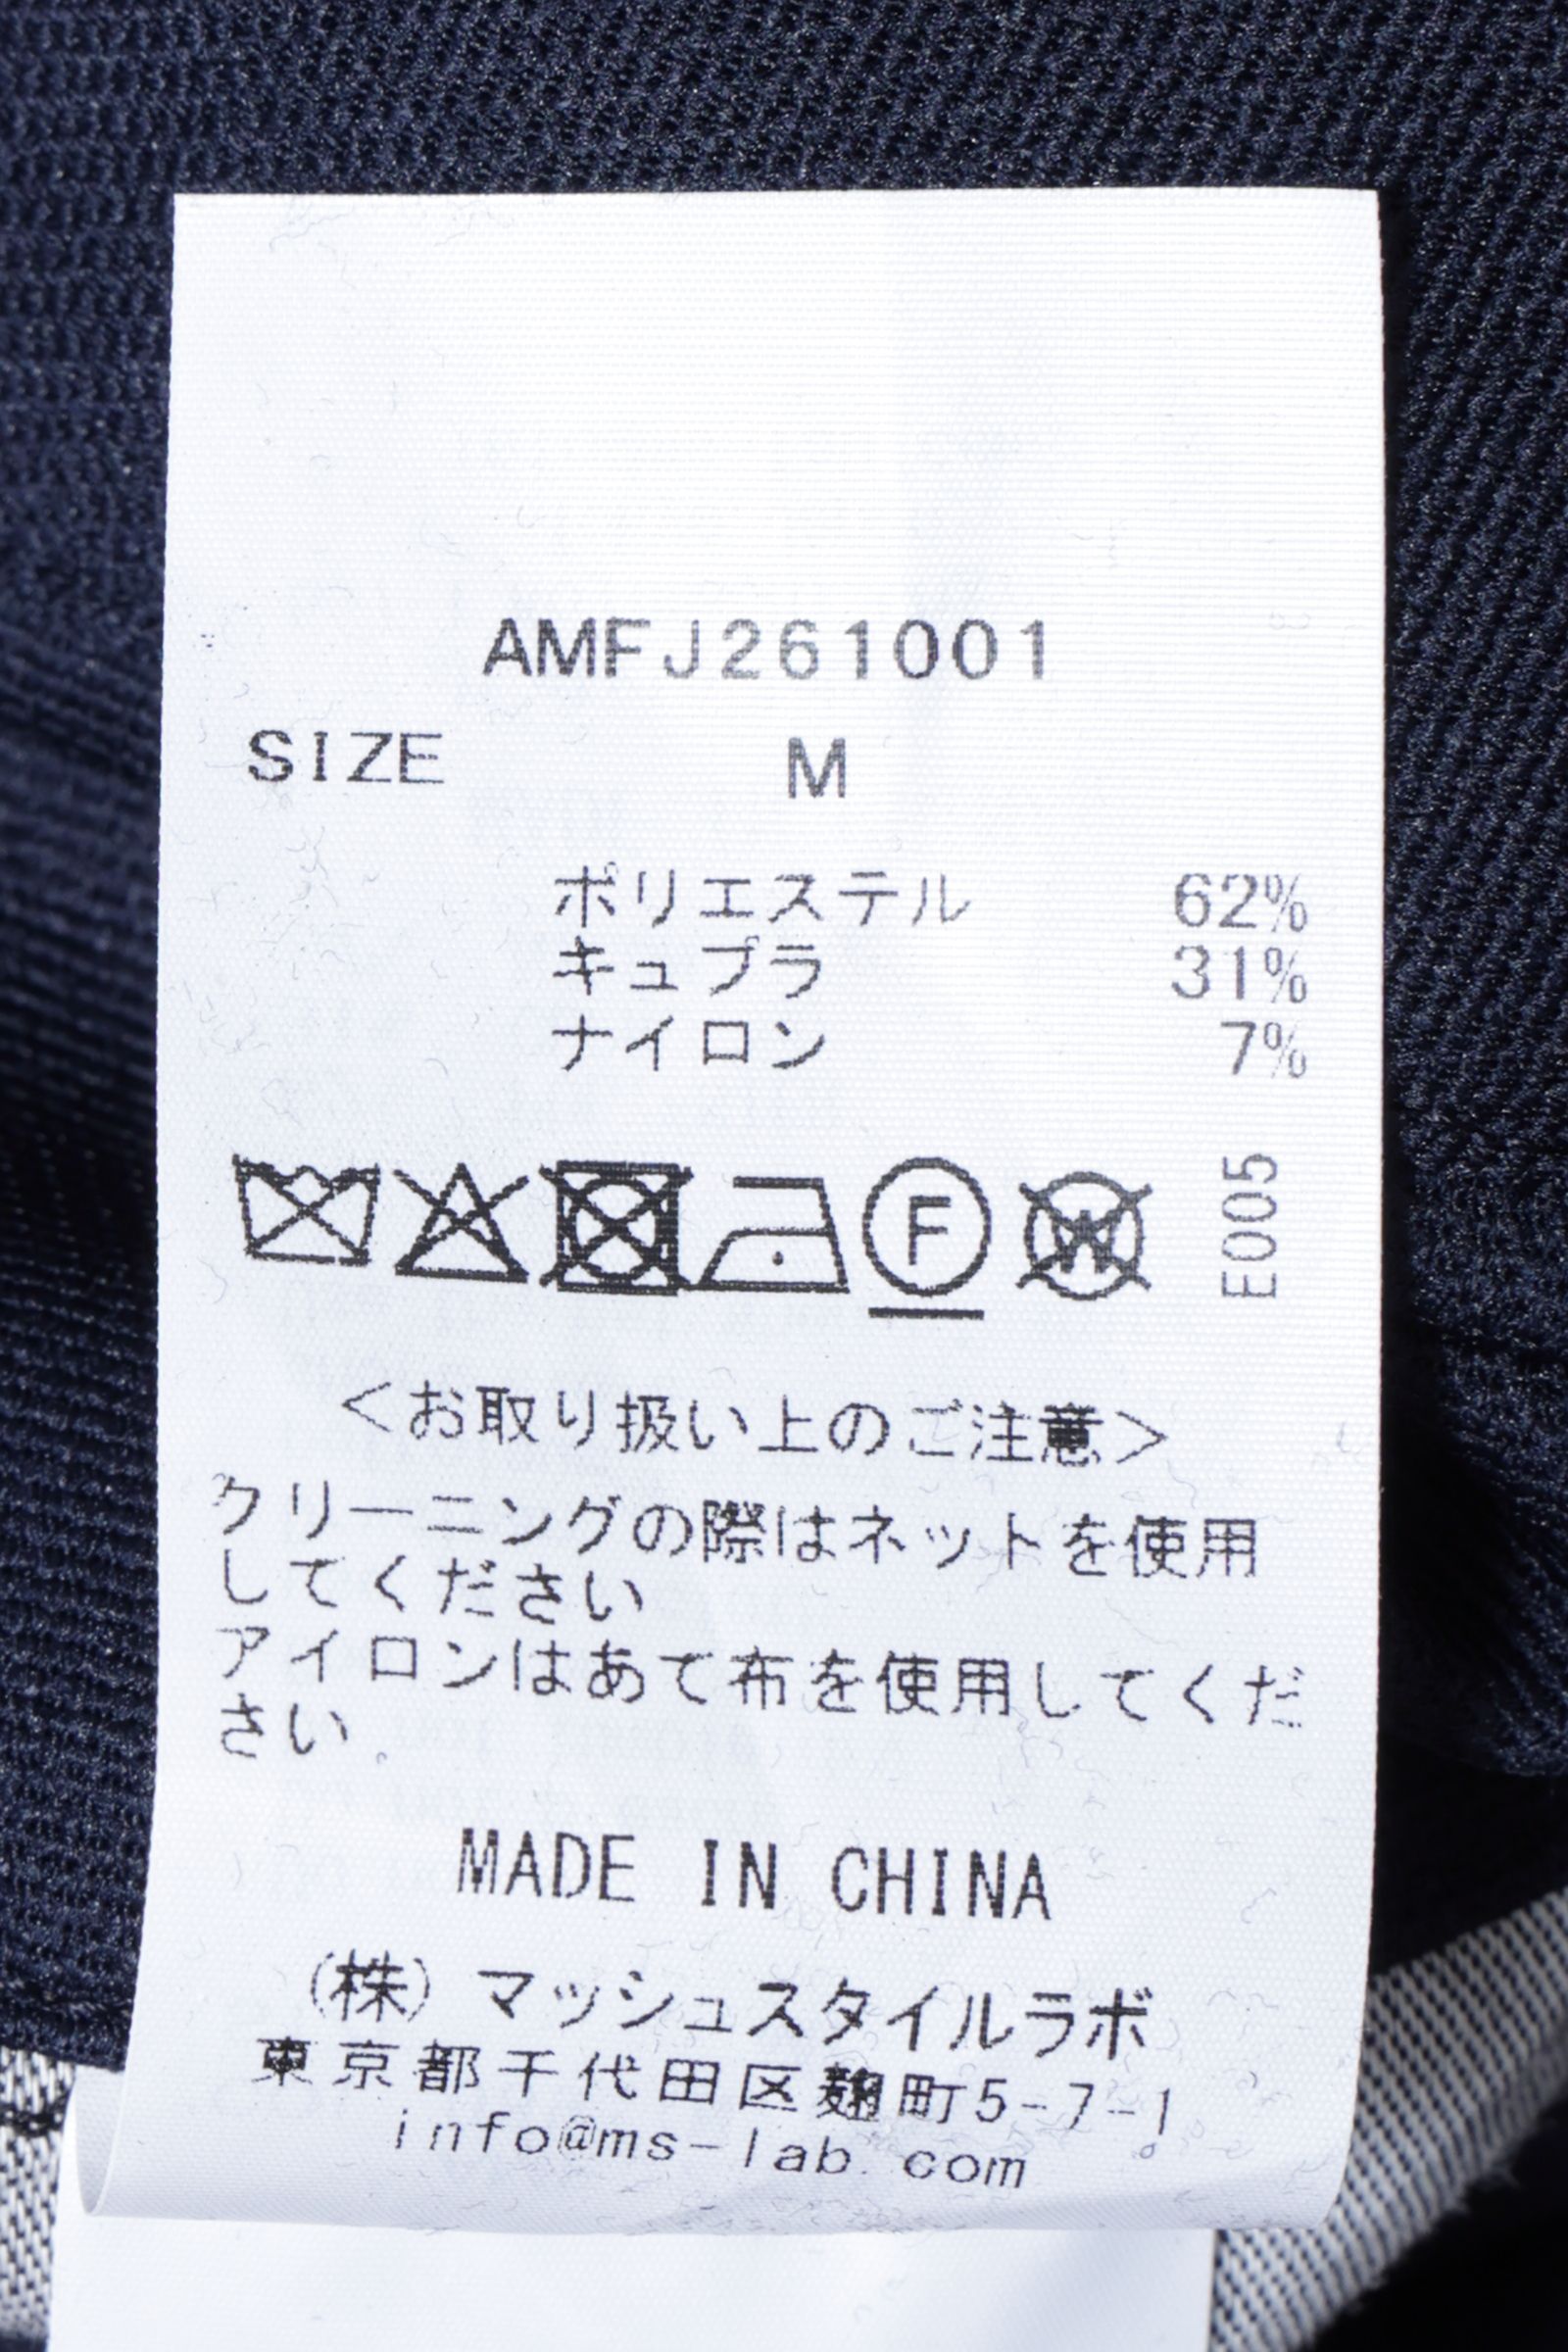 AMFJ261001
SIZE M
ポリエステル 62%
キュプラ 31%
ナイロン 7%
F W E005
<お取り扱い上のご注意>
クリーニングの際はネットを使用
してください
アイロンはあて布を使用してくだ
さい。
MADE IN CHINA
(株)マッシュスタイルラボ
東京都千代田区麹町5-7-1
info@ms-lab.com